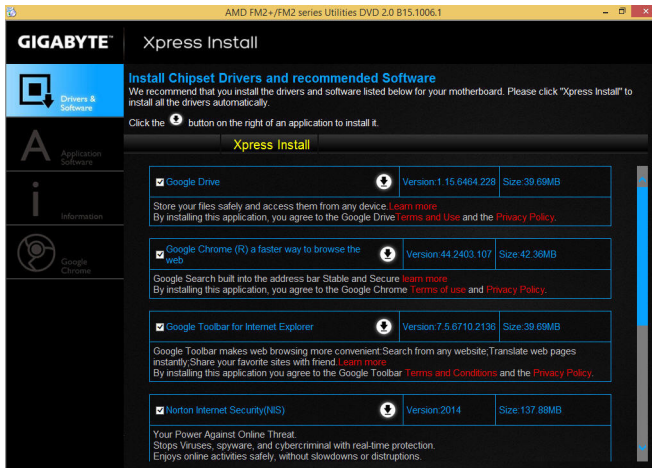 AMD FM2+/FM2 series Utilities DVD 2.0 B15.1006.1
GIGABYTE™
Xpress Install
Drivers &
Software
Application
Software
Information
Google
Chrome
Install Chipset Drivers and recommended Software
We recommend that you install the drivers and software listed below for your motherboard. Please click "Xpress Install" to
install all the drivers automatically.
Click the button on the right of an application to install it.
Xpress Install
Google Drive Version:1.15.6464.228 Size:39.69MB
Store your files safely and access them from any device.Learn more
By installing this application, you agree to the Google DriveTerms and Use and the Privacy Policy.
Google Chrome (R) a faster way to browse the
web Version:44.2403.107 Size:42.36MB
Google Search built into the address bar Stable and Secure learn more
By installing this application, you agree to the Google Chrome Terms of use and Privacy Policy.
Google Toolbar for Internet Explorer Version:7.5.6710.2136 Size:39.69MB
Google Toolbar makes web browsing more convenient:Search from any website;Translate web pages
instantly;Share your favorite sites with friend.Learn more
By installing this application you agree to the Google Toolbar Terms and Conditions and the Privacy Policy.
Norton Internet Security(NIS) Version:2014 Size:137.88MB
Your Power Against Online Threat.
Stops Viruses, spyware, and cybercriminal with real-time protection.
Enjoys online activities safely, without slowdowns or distruptions.